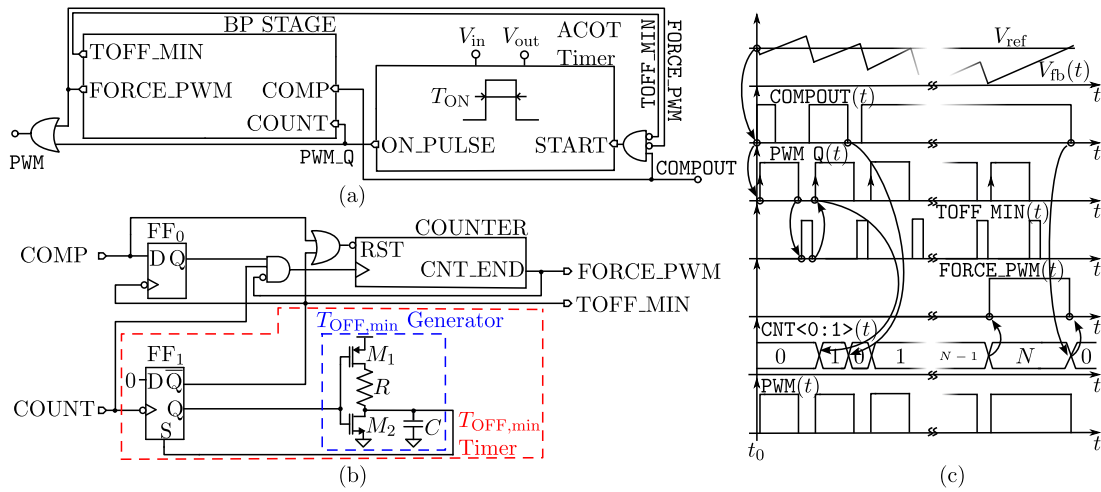 BP STAGE
TOFF_MIN
FORCE_PWM
COMP
COUNT
PWM
PWM_Q
V_in
V_out
ACOT
Timer
T_ON
ON_PULSE
START
FORCE_PWM
TOFF_MIN
COMPOUT
(a)
COMP
FF_0
D Q
RST
COUNTER
CNT_END
FORCE_PWM
TOFF_MIN
T_OFF,min Generator
FF_1
0
D Q̅
Q
S
COUNT
M_1
R
M_2
C
T_OFF,min
Timer
(b)
V_ref
V_fb(t)
t
COMPOUT(t)
t
PWM_Q(t)
t
TOFF_MIN(t)
t
FORCE_PWM(t)
t
CNT<0:1>(t)
0 1 0 1 N − 1 N 0
t
PWM(t)
t
t_0
(c)